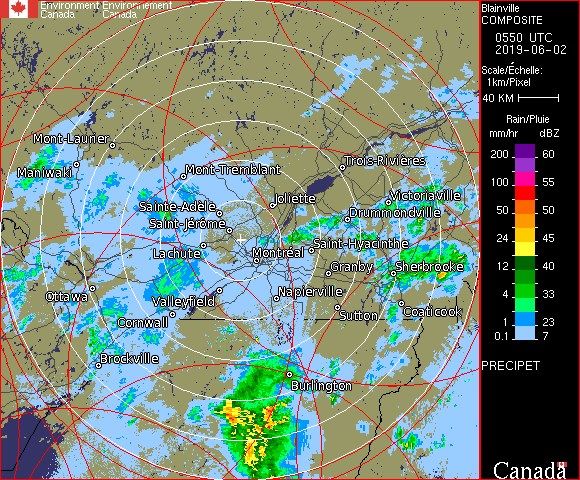 Environment Environnement
Canada Canada
Blainville
COMPOSITE
0550 UTC
2019-06-02
Scale/Échelle:
1km/Pixel
40 KM
Rain/Pluie
mm/hr dBZ
200 60
100 55
50 50
24 45
12 40
4 33
1 23
0.1 7
PRECIPET
Canada
Mont-Laurier
Maniwaki
Mont-Tremblant
Trois-Rivières
Sainte-Adele
Joliette
Victoriaville
Saint-Jérôme
Drummondville
Lachute
Montréal
Saint-Hyacinthe
Granby
Sherbrooke
Ottawa
Valleyfield
Napierville
Cornwall
Sutton
Coaticook
Brockville
Burlington